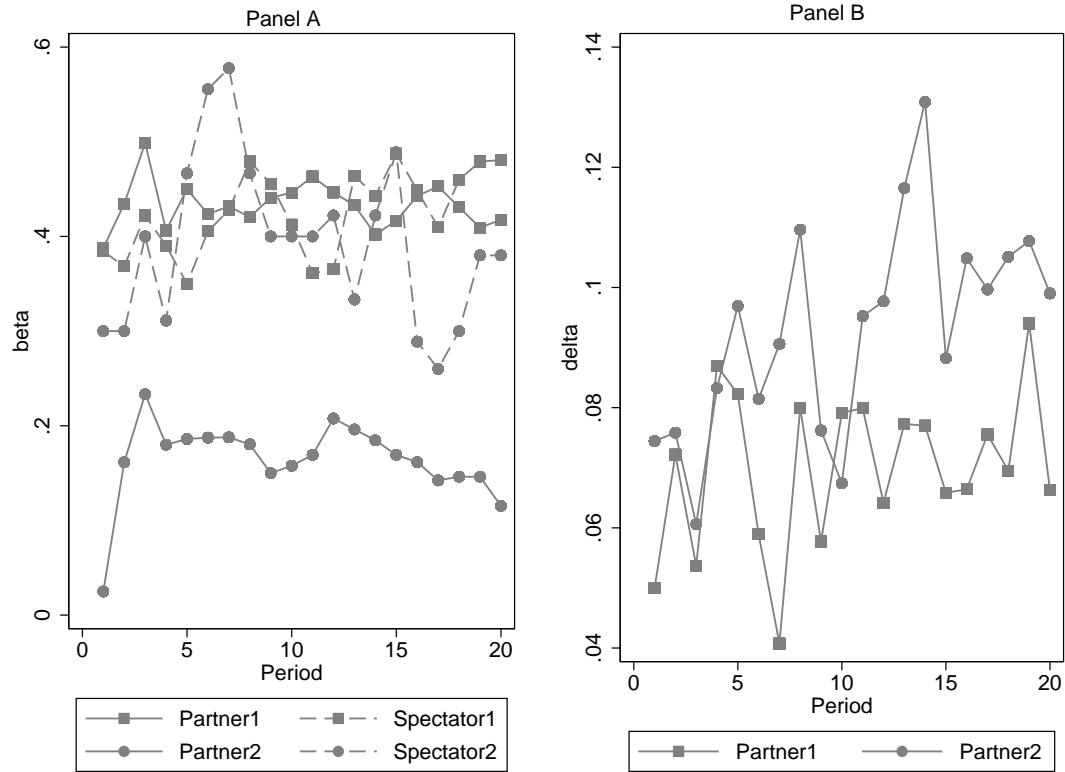 Panel A
.6
.4
.2
0
beta
0 5 10 15 20
Period
Partner1 Spectator1
Partner2 Spectator2
Panel B
.14
.12
.1
.08
.06
.04
delta
0 5 10 15 20
Period
Partner1 Partner2